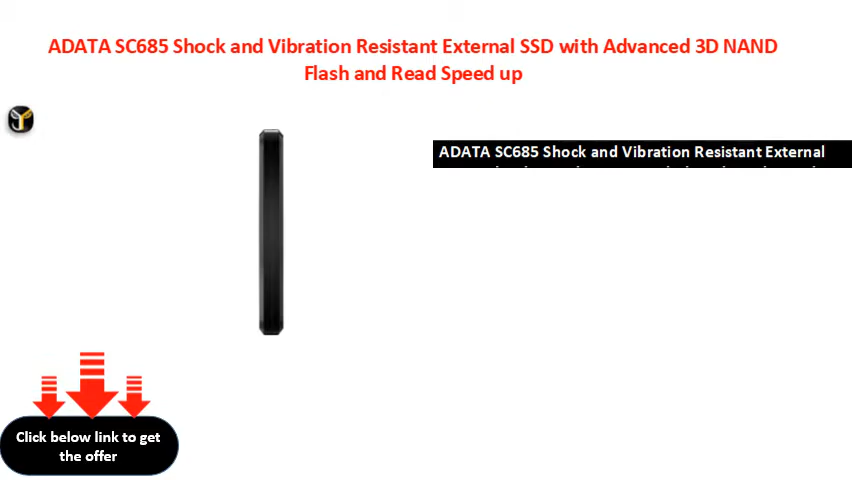 ADATA SC685 Shock and Vibration Resistant External SSD with Advanced 3D NAND
Flash and Read Speed up
ADATA SC685 Shock and Vibration Resistant External
Click below link to get
the offer